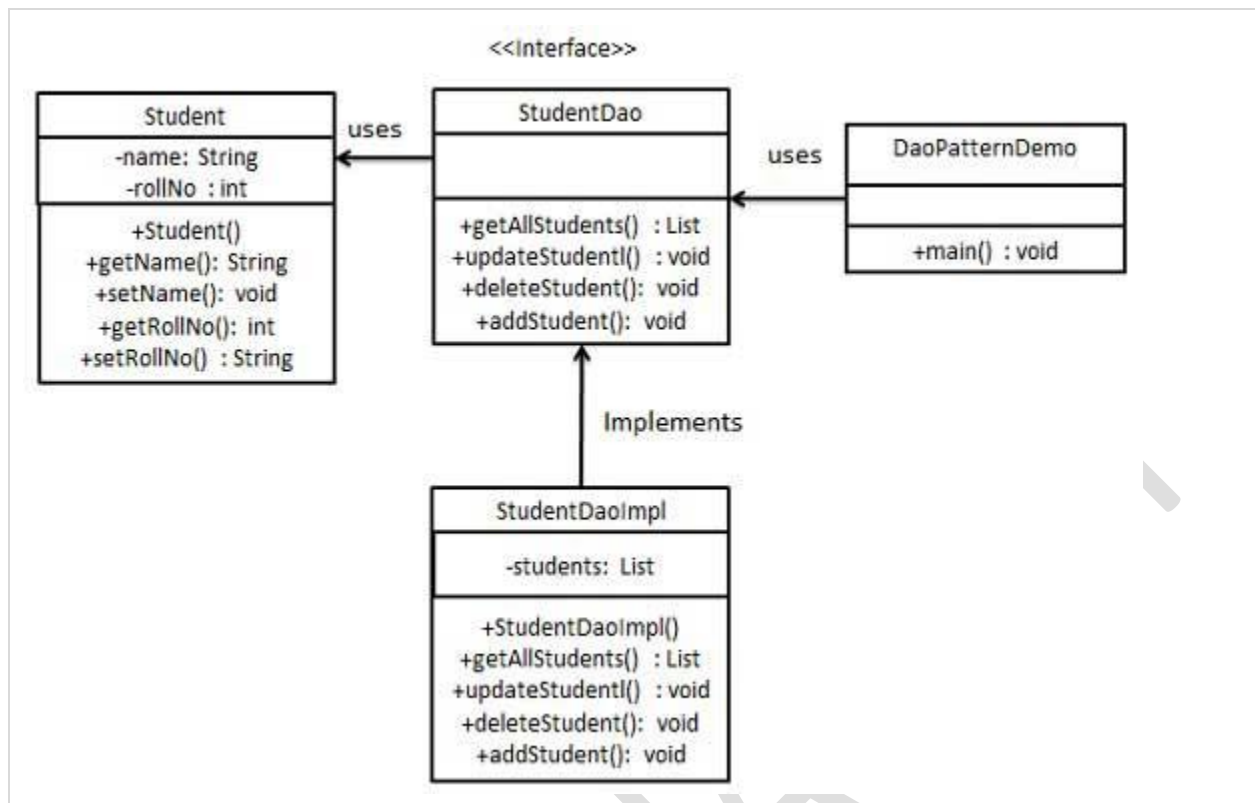 <<Interface>>
Student
-name: String
-rollNo : int
+Student()
+getName(): String
+setName(): void
+getRollNo(): int
+setRollNo() : String
uses
StudentDao
+getAllStudents() : List
+updateStudentl() : void
+deleteStudent(): void
+addStudent(): void
uses
DaoPatternDemo
+main() : void
Implements
StudentDaoImpl
-students: List
+StudentDaoImpl()
+getAllStudents() : List
+updateStudentl() : void
+deleteStudent(): void
+addStudent(): void